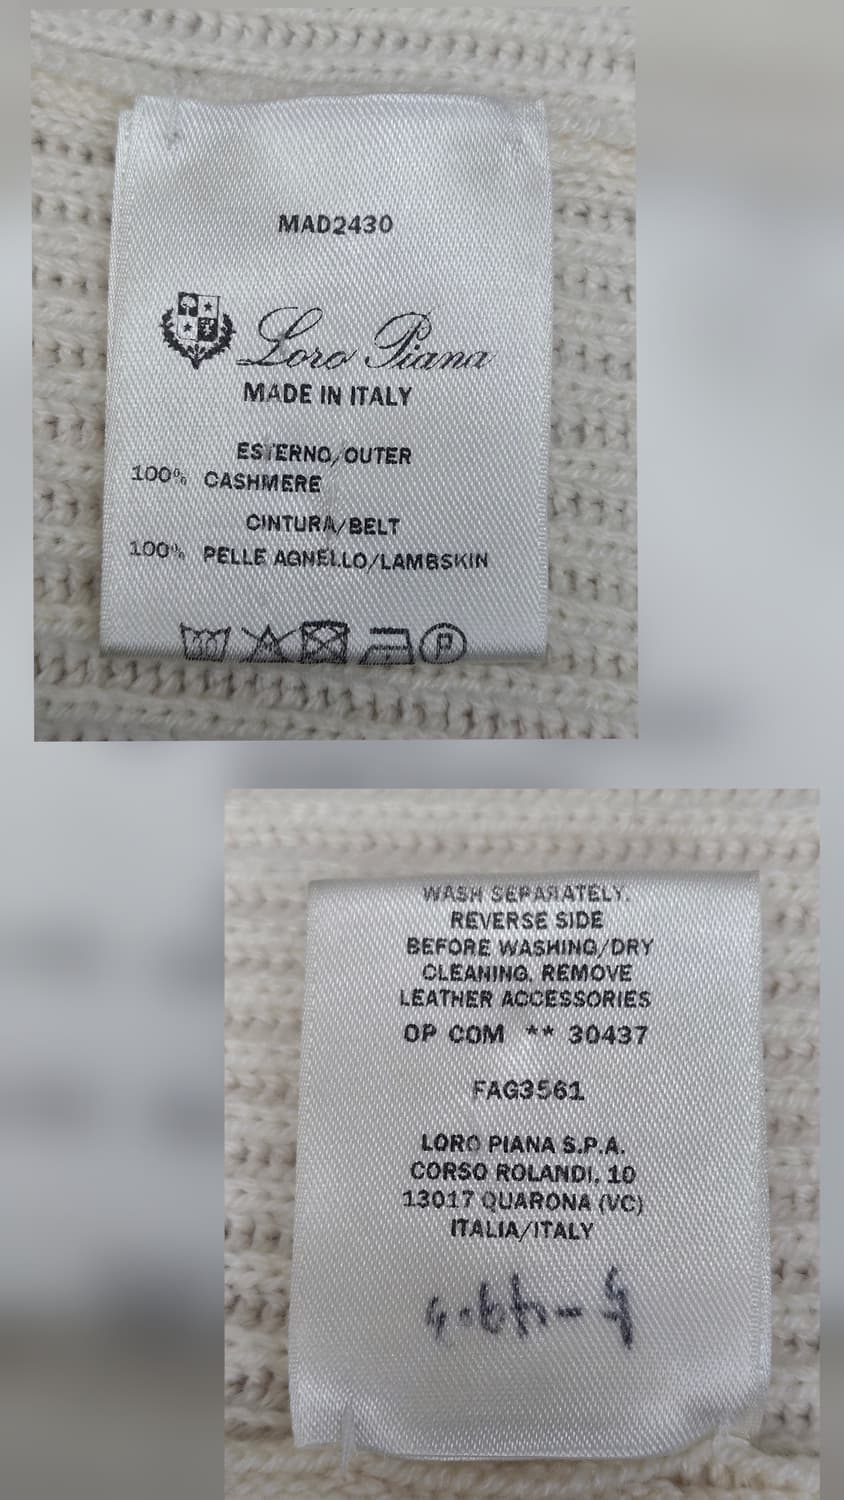 MAD2430
Loro Piana
MADE IN ITALY
ESTERNO/OUTER
100% CASHMERE
CINTURA/BELT
100% PELLE AGNELLO/LAMBSKIN
P
WASH SEPARATELY.
REVERSE SIDE
BEFORE WASHING/DRY
CLEANING. REMOVE
LEATHER ACCESSORIES
OP COM ** 30437
FAG3561
LORO PIANA S.P.A.
CORSO ROLANDI, 10
13017 QUARONA (VC)
ITALIA/ITALY